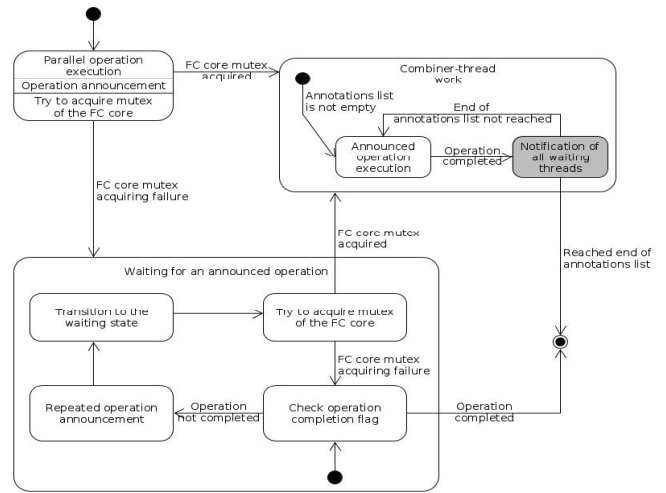 Parallel operation
execution
Operation announcement
Try to acquire mutex
of the FC core
FC core mutex
acquired
Combiner-thread
work
Annotations list
is not empty
End of
annotations list not reached
Announced
operation
execution
Operation
completed
Notification of
all waiting
threads
FC core mutex
acquiring failure
FC core mutex
acquired
Reached end of
annotations list
Waiting for an announced operation
Transition to the
waiting state
Try to acquire mutex
of the FC core
FC core mutex
acquiring failure
Repeated operation
announcement
Operation
not completed
Check operation
completion flag
Operation
completed